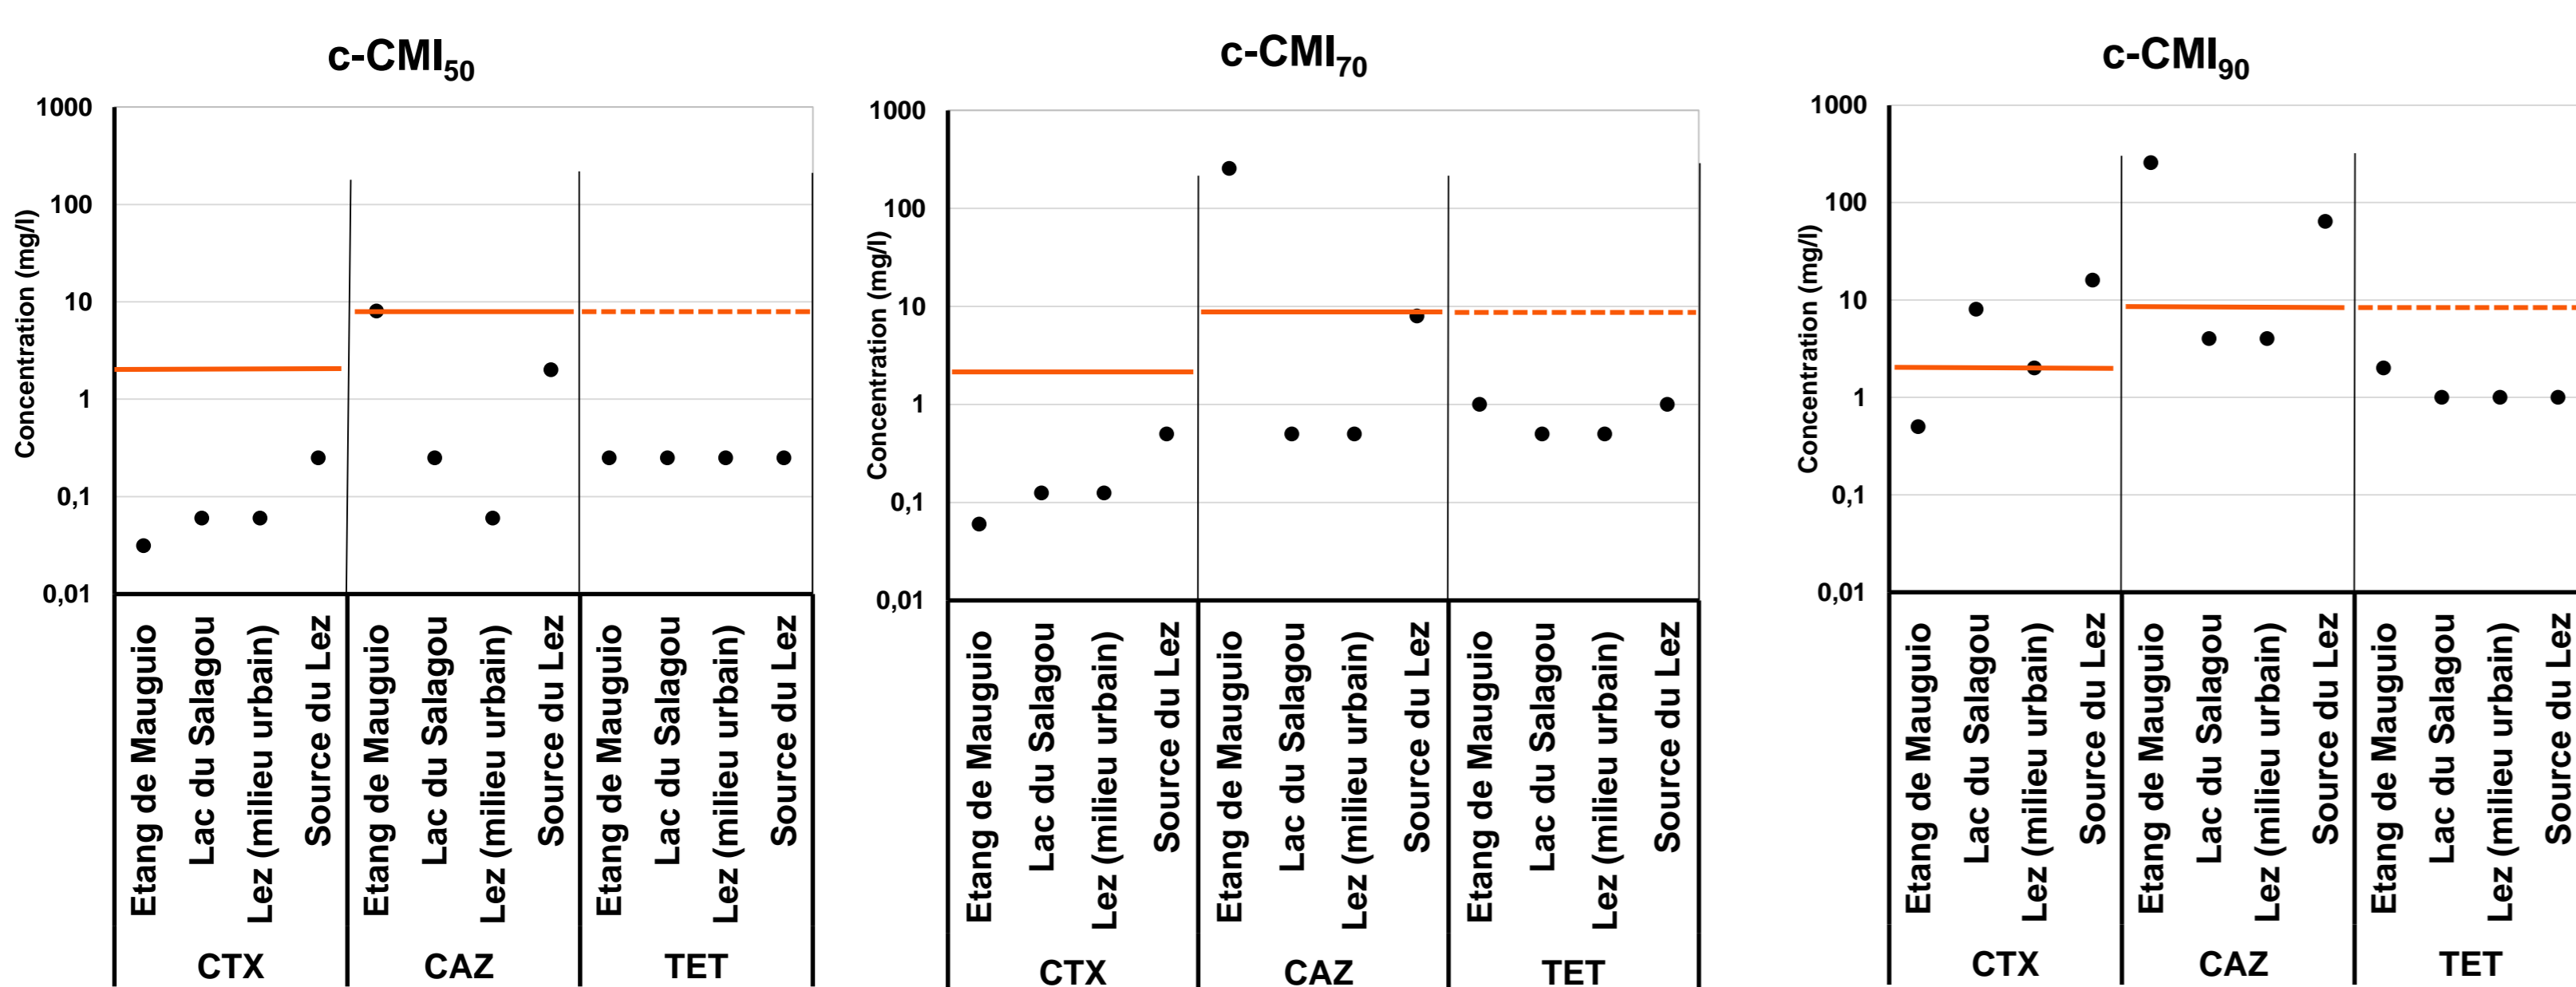 c-CMI50
1000
100
10
1
0,1
0,01
Concentration (mg/l)
Etang de Mauguio
Lac du Salagou
Lez (milieu urbain)
Source du Lez
Etang de Mauguio
Lac du Salagou
Lez (milieu urbain)
Source du Lez
Etang de Mauguio
Lac du Salagou
Lez (milieu urbain)
Source du Lez
CTX
CAZ
TET
c-CMI70
1000
100
10
1
0,1
0,01
Concentration (mg/l)
Etang de Mauguio
Lac du Salagou
Lez (milieu urbain)
Source du Lez
Etang de Mauguio
Lac du Salagou
Lez (milieu urbain)
Source du Lez
Etang de Mauguio
Lac du Salagou
Lez (milieu urbain)
Source du Lez
CTX
CAZ
TET
c-CMI90
1000
100
10
1
0,1
0,01
Concentration (mg/l)
Etang de Mauguio
Lac du Salagou
Lez (milieu urbain)
Source du Lez
Etang de Mauguio
Lac du Salagou
Lez (milieu urbain)
Source du Lez
Etang de Mauguio
Lac du Salagou
Lez (milieu urbain)
Source du Lez
CTX
CAZ
TET